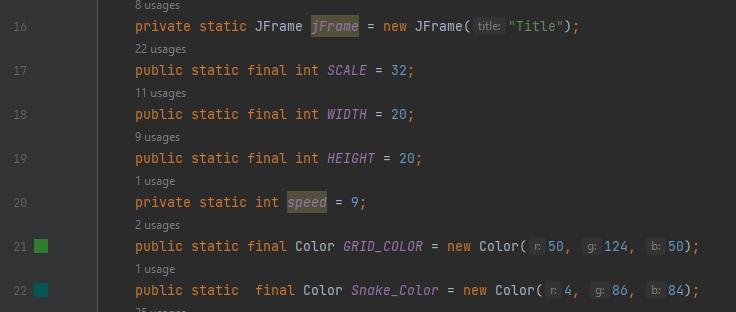 8 usages
16 private static JFrame jFrame = new JFrame( title: "Title");
22 usages
17 public static final int SCALE = 32;
11 usages
18 public static final int WIDTH = 20;
9 usages
19 public static final int HEIGHT = 20;
1 usage
20 private static int speed = 9;
2 usages
21 public static final Color GRID_COLOR = new Color( r: 50, g: 124, b: 50);
1 usage
22 public static  final Color Snake_Color = new Color( r: 4, g: 86, b: 84);
25 usages